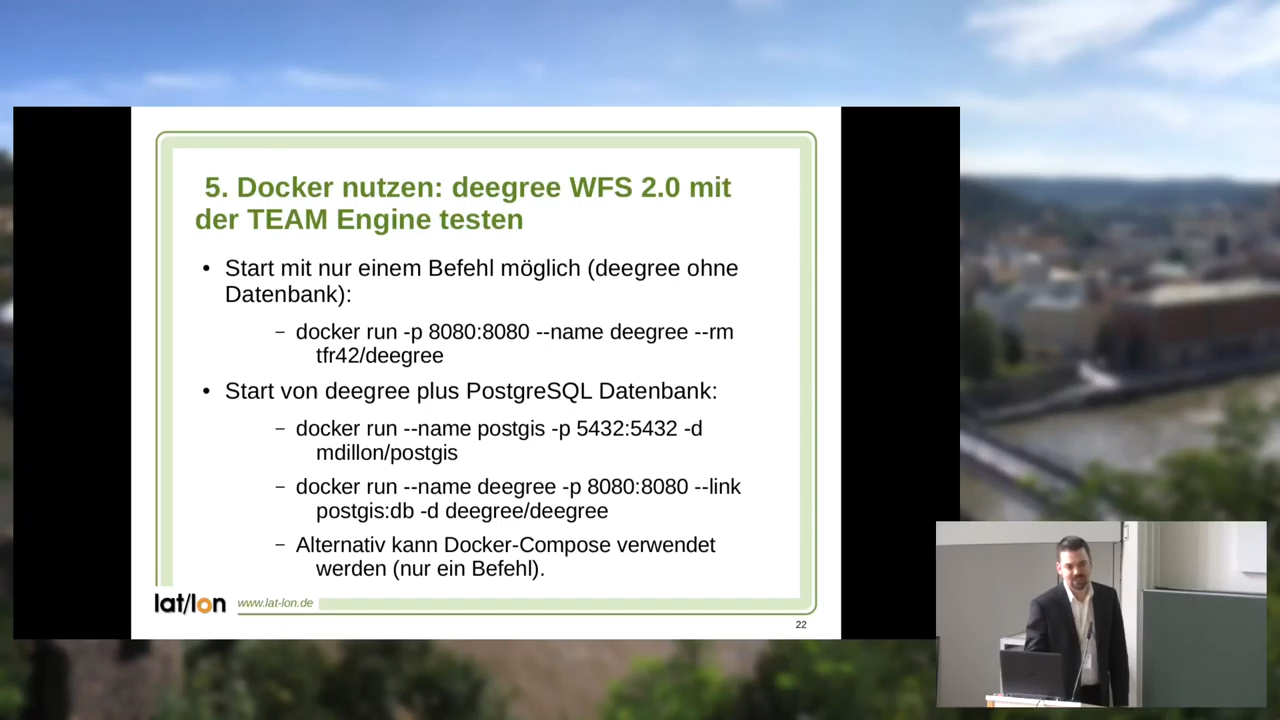 5. Docker nutzen: deegree WFS 2.0 mit
der TEAM Engine testen
• Start mit nur einem Befehl möglich (deegree ohne
Datenbank):
– docker run -p 8080:8080 --name deegree --rm
tfr42/deegree
• Start von deegree plus PostgreSQL Datenbank:
– docker run --name postgis -p 5432:5432 -d
mdillon/postgis
– docker run --name deegree -p 8080:8080 --link
postgis:db -d deegree/deegree
– Alternativ kann Docker-Compose verwendet
werden (nur ein Befehl).
lat/lon www.lat-lon.de
22